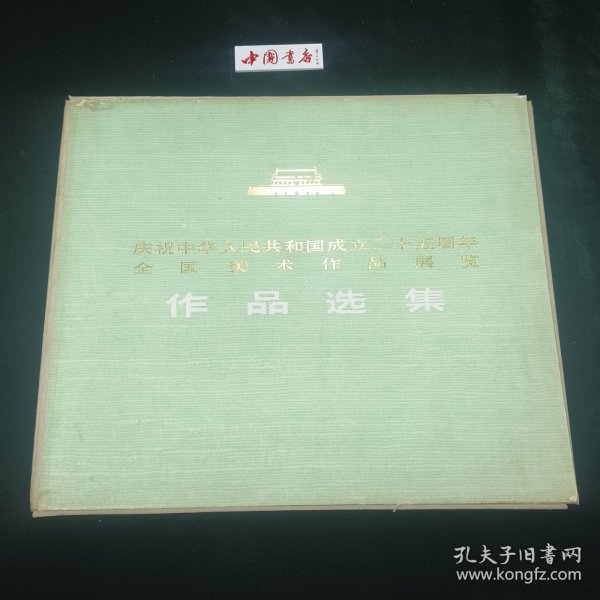 中国书店
庆祝中华人民共和国成立二十五周年
全国美术作品展览
作品选集
孔夫子旧书网
www.kongfz.com